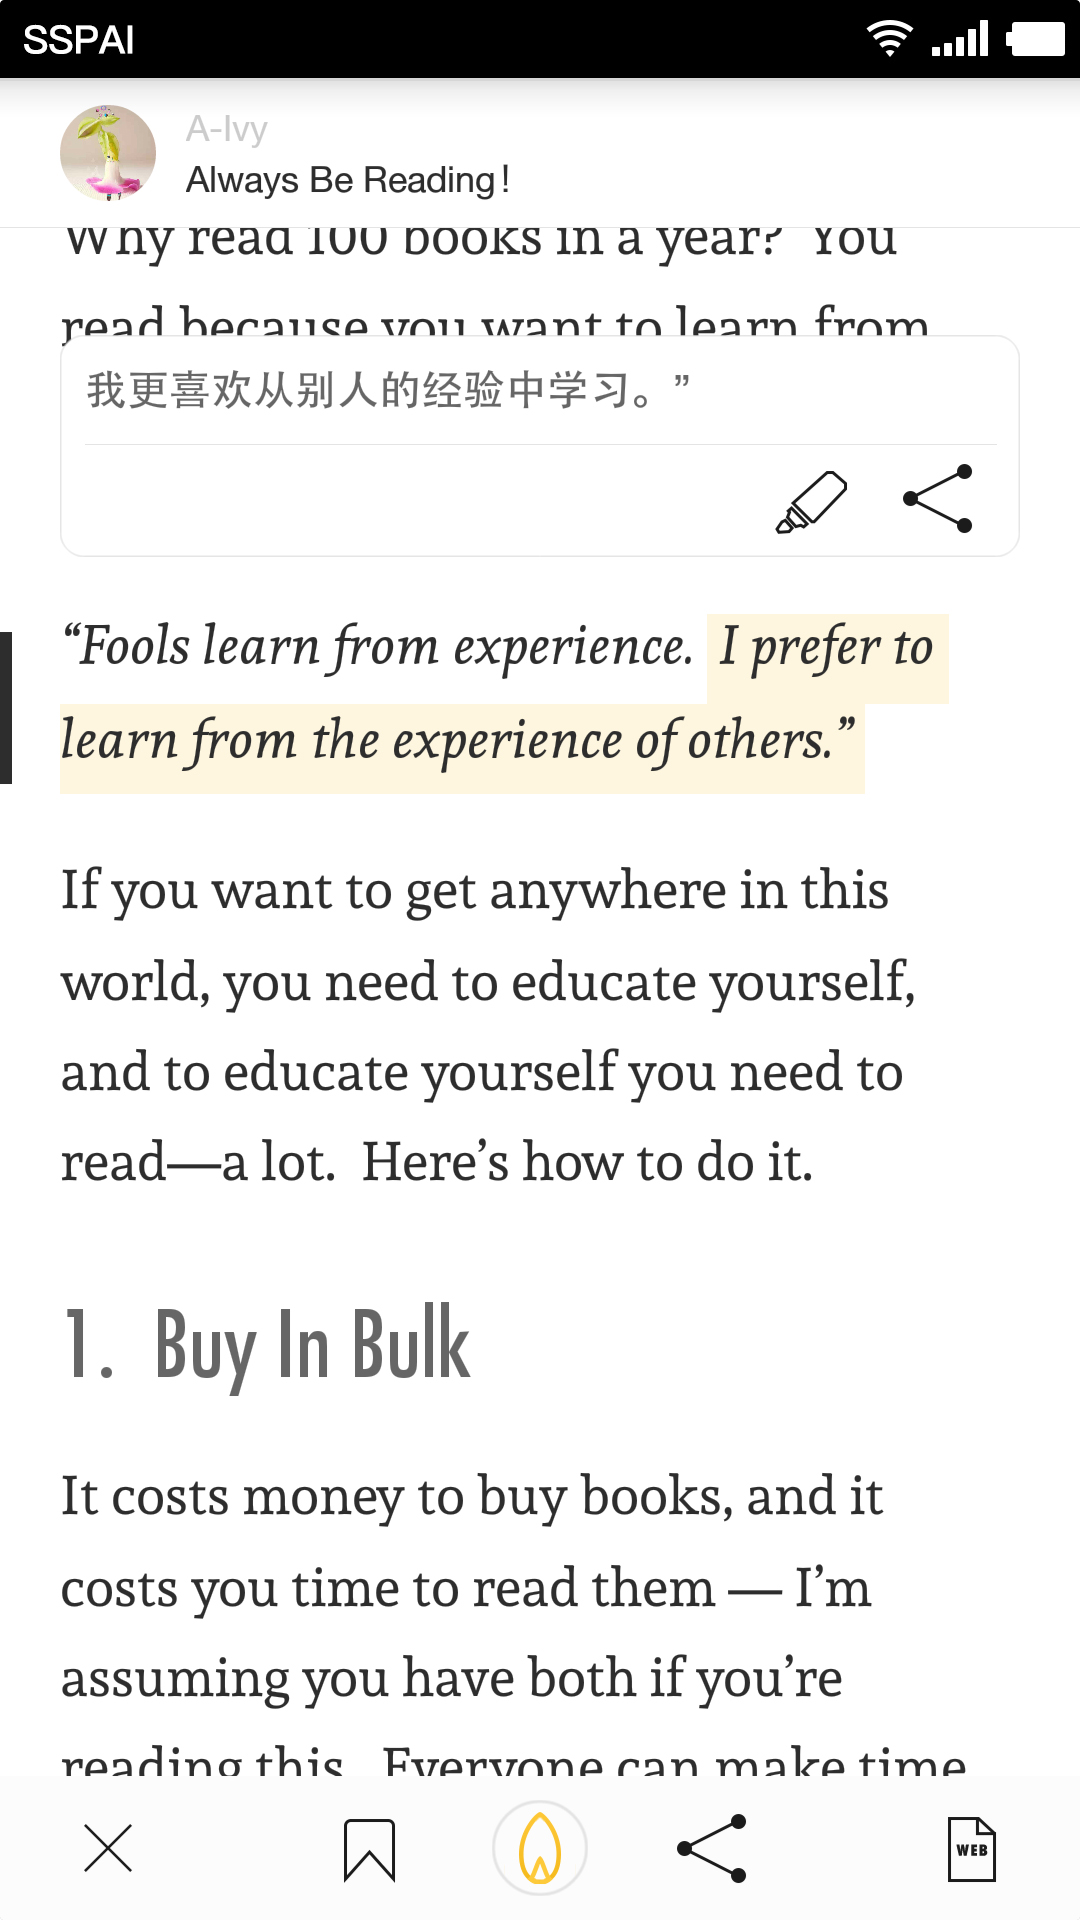 SSPAI
A-Ivy
Always Be Reading!
Why read 100 books in a year? You
read because you want to learn from
我更喜欢从别人的经验中学习。”
“Fools learn from experience. I prefer to
learn from the experience of others.”
If you want to get anywhere in this
world, you need to educate yourself,
and to educate yourself you need to
read—a lot. Here’s how to do it.
1. Buy In Bulk
It costs money to buy books, and it
costs you time to read them — I’m
assuming you have both if you’re
reading this. Everyone can make time
WEB